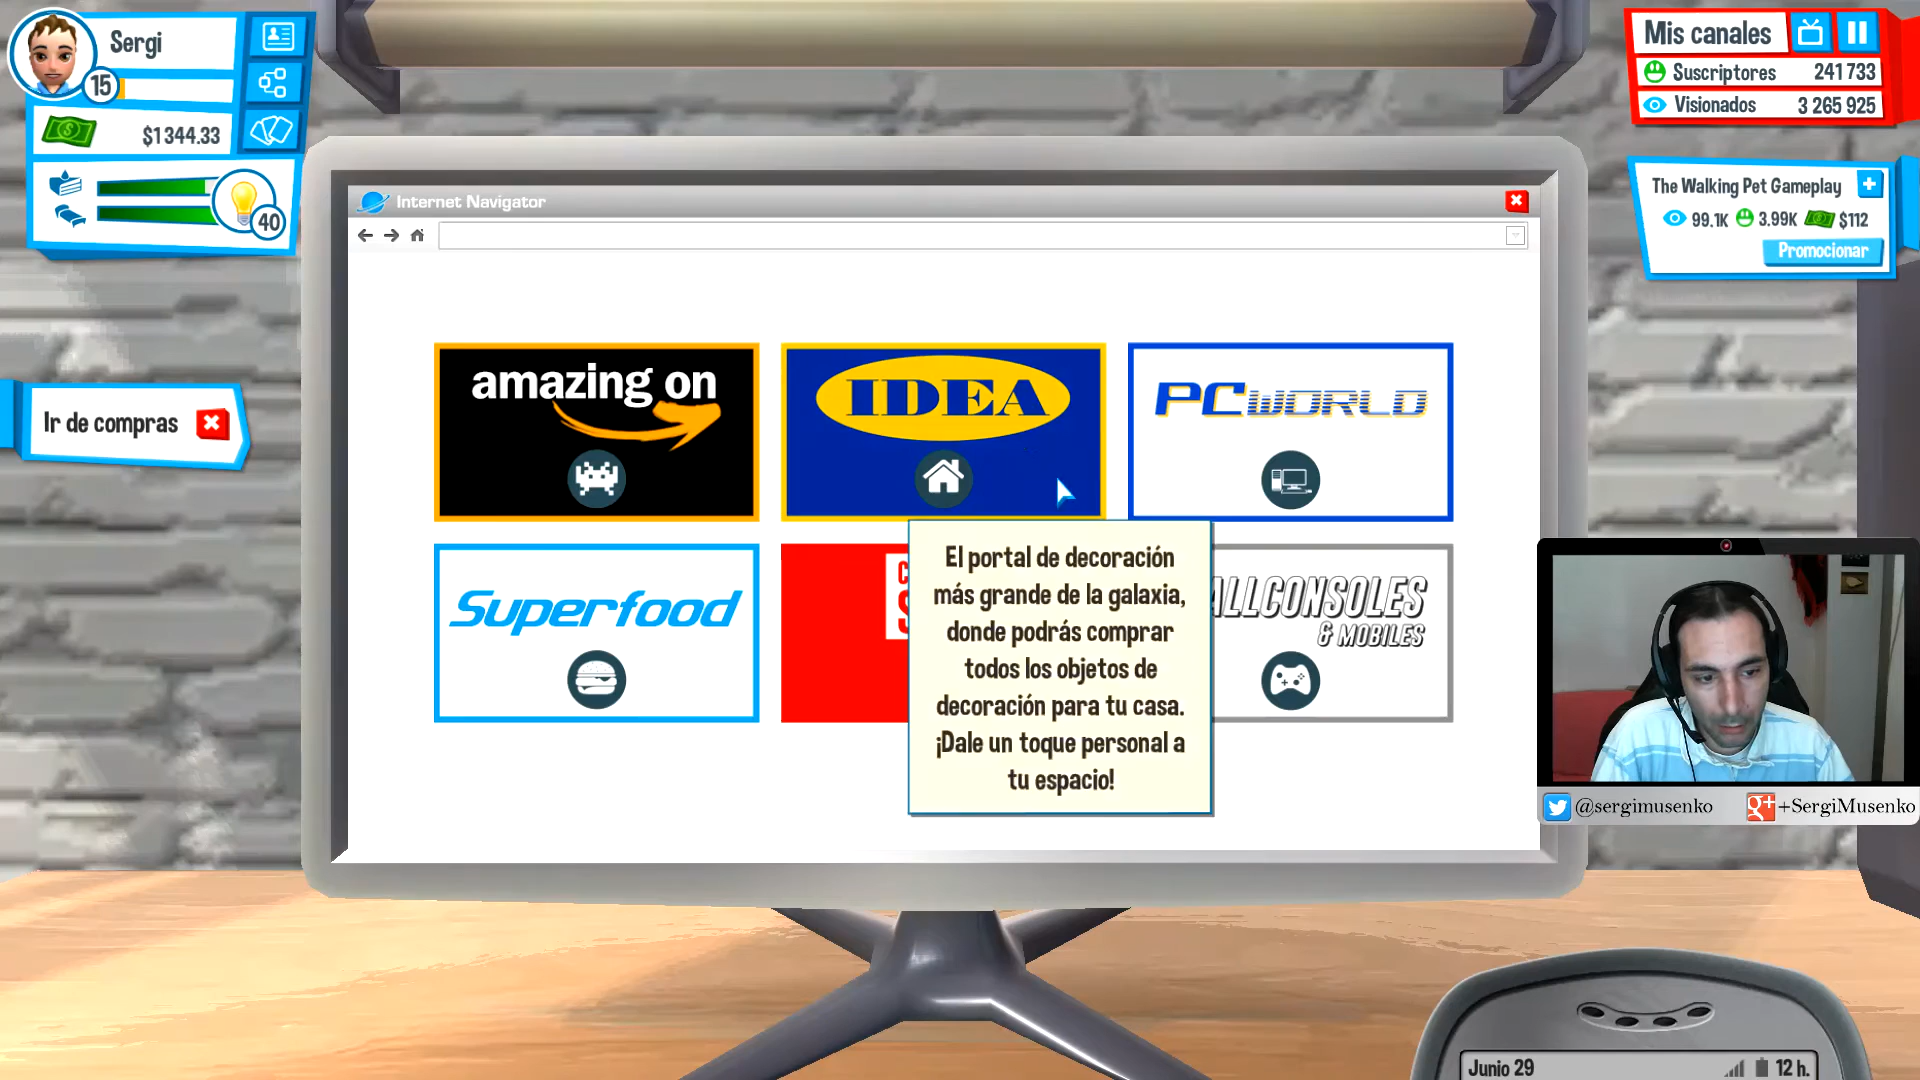 Sergi
15
$1344.33
40
Mis canales
Suscriptores 241 733
Visionados 3 265 925
The Walking Pet Gameplay
99.1K 3.99K $112
Promocionar
Internet Navigator
Ir de compras
amazing on
IDEA
PCWORLD
Superfood
ALLCONSOLES
& MOBILES
El portal de decoración
más grande de la galaxia,
donde podrás comprar
todos los objetos de
decoración para tu casa.
¡Dale un toque personal a
tu espacio!
@sergimusenko
+SergiMusenko
Junio 29
12 h.